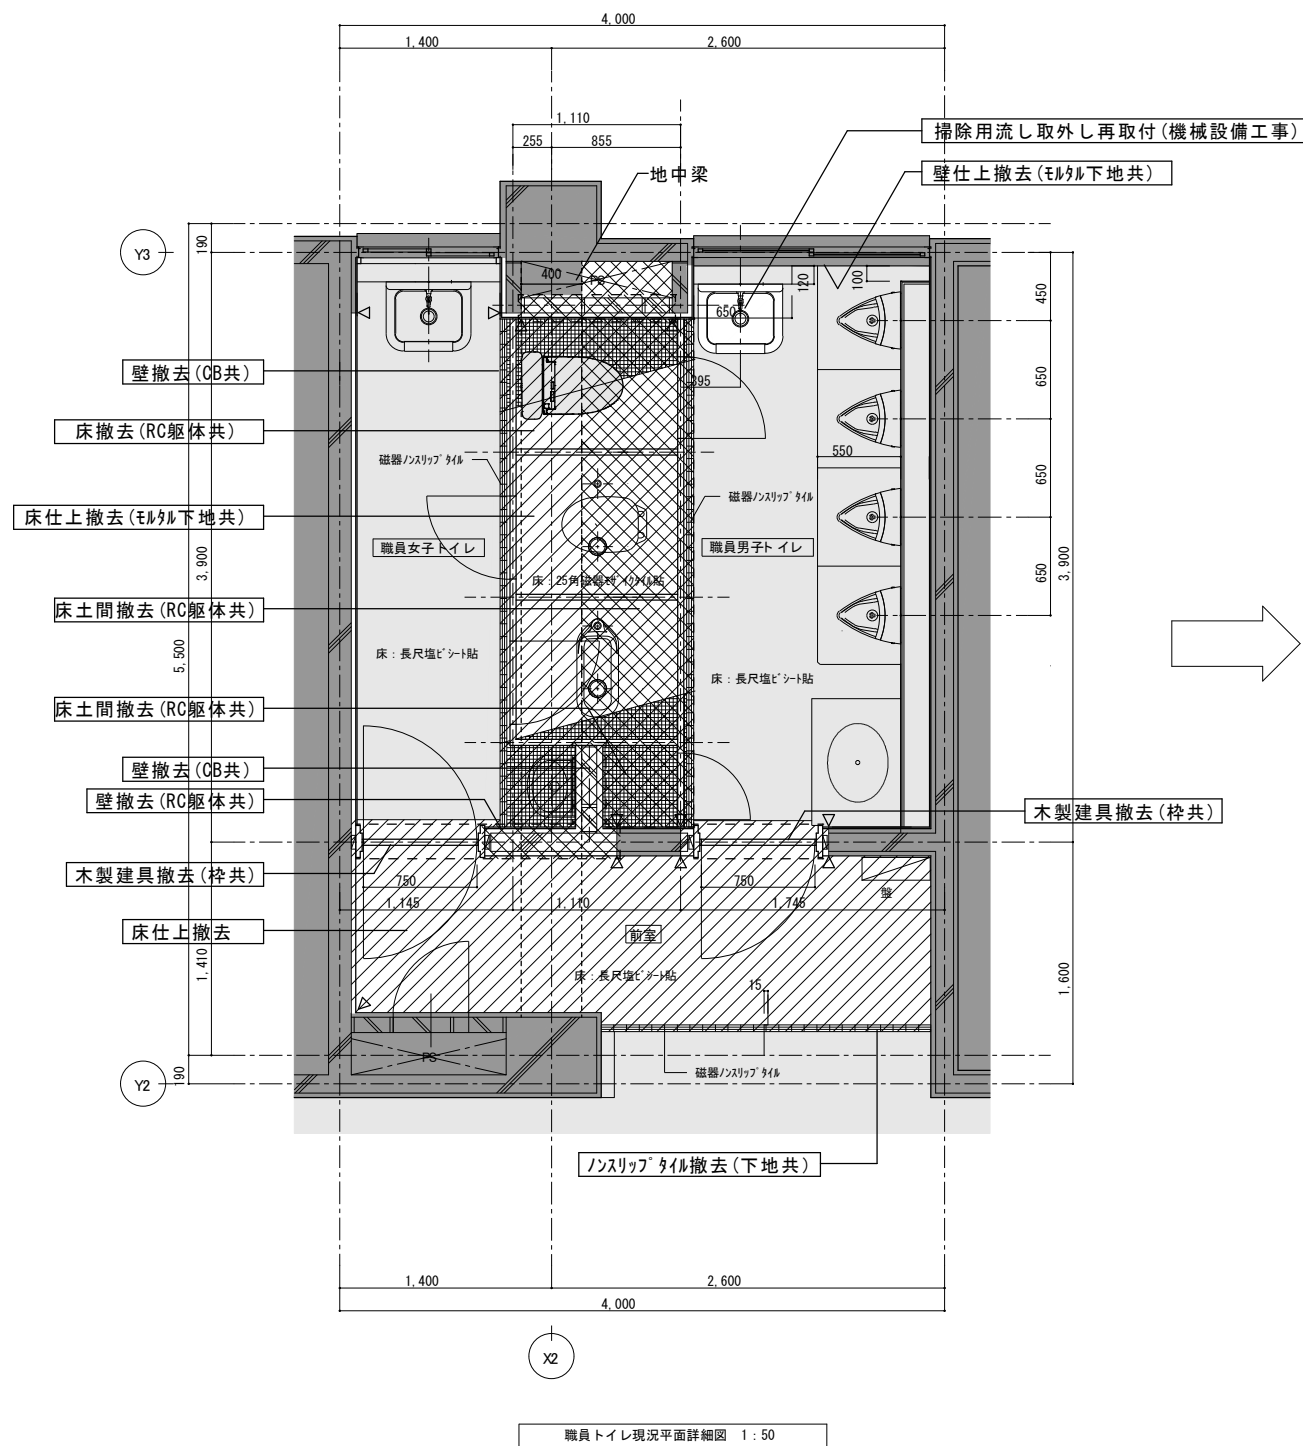 4,000
1,400
2,600
1,110
255
855
掃除用流し取外し再取付(機械設備工事)
壁仕上撤去(ﾓﾙﾀﾙ下地共)
地中梁
Y3
190
400
PS
120
100
450
650
壁撤去(CB共)
395
650
床撤去(RC躯体共)
磁器ﾉﾝｽﾘｯﾌﾟﾀｲﾙ
550
650
磁器ﾉﾝｽﾘｯﾌﾟﾀｲﾙ
床仕上撤去(ﾓﾙﾀﾙ下地共)
職員女子トイレ
職員男子トイレ
3,900
3,900
床：25角磁器ﾓｻﾞｲｸﾀｲﾙ貼
650
床土間撤去(RC躯体共)
5,500
床：長尺塩ﾋﾞｼｰﾄ貼
床：長尺塩ﾋﾞｼｰﾄ貼
床土間撤去(RC躯体共)
壁撤去(CB共)
壁撤去(RC躯体共)
木製建具撤去(枠共)
木製建具撤去(枠共)
750
750
盤
1,145
1,110
1,745
床仕上撤去
前室
1,410
床：長尺塩ﾋﾞｼｰﾄ貼
15
1,600
PS
磁器ﾉﾝｽﾘｯﾌﾟﾀｲﾙ
190
Y2
ﾉﾝｽﾘｯﾌﾟﾀｲﾙ撤去(下地共)
1,400
2,600
4,000
X2
職員トイレ現況平面詳細図 1:50